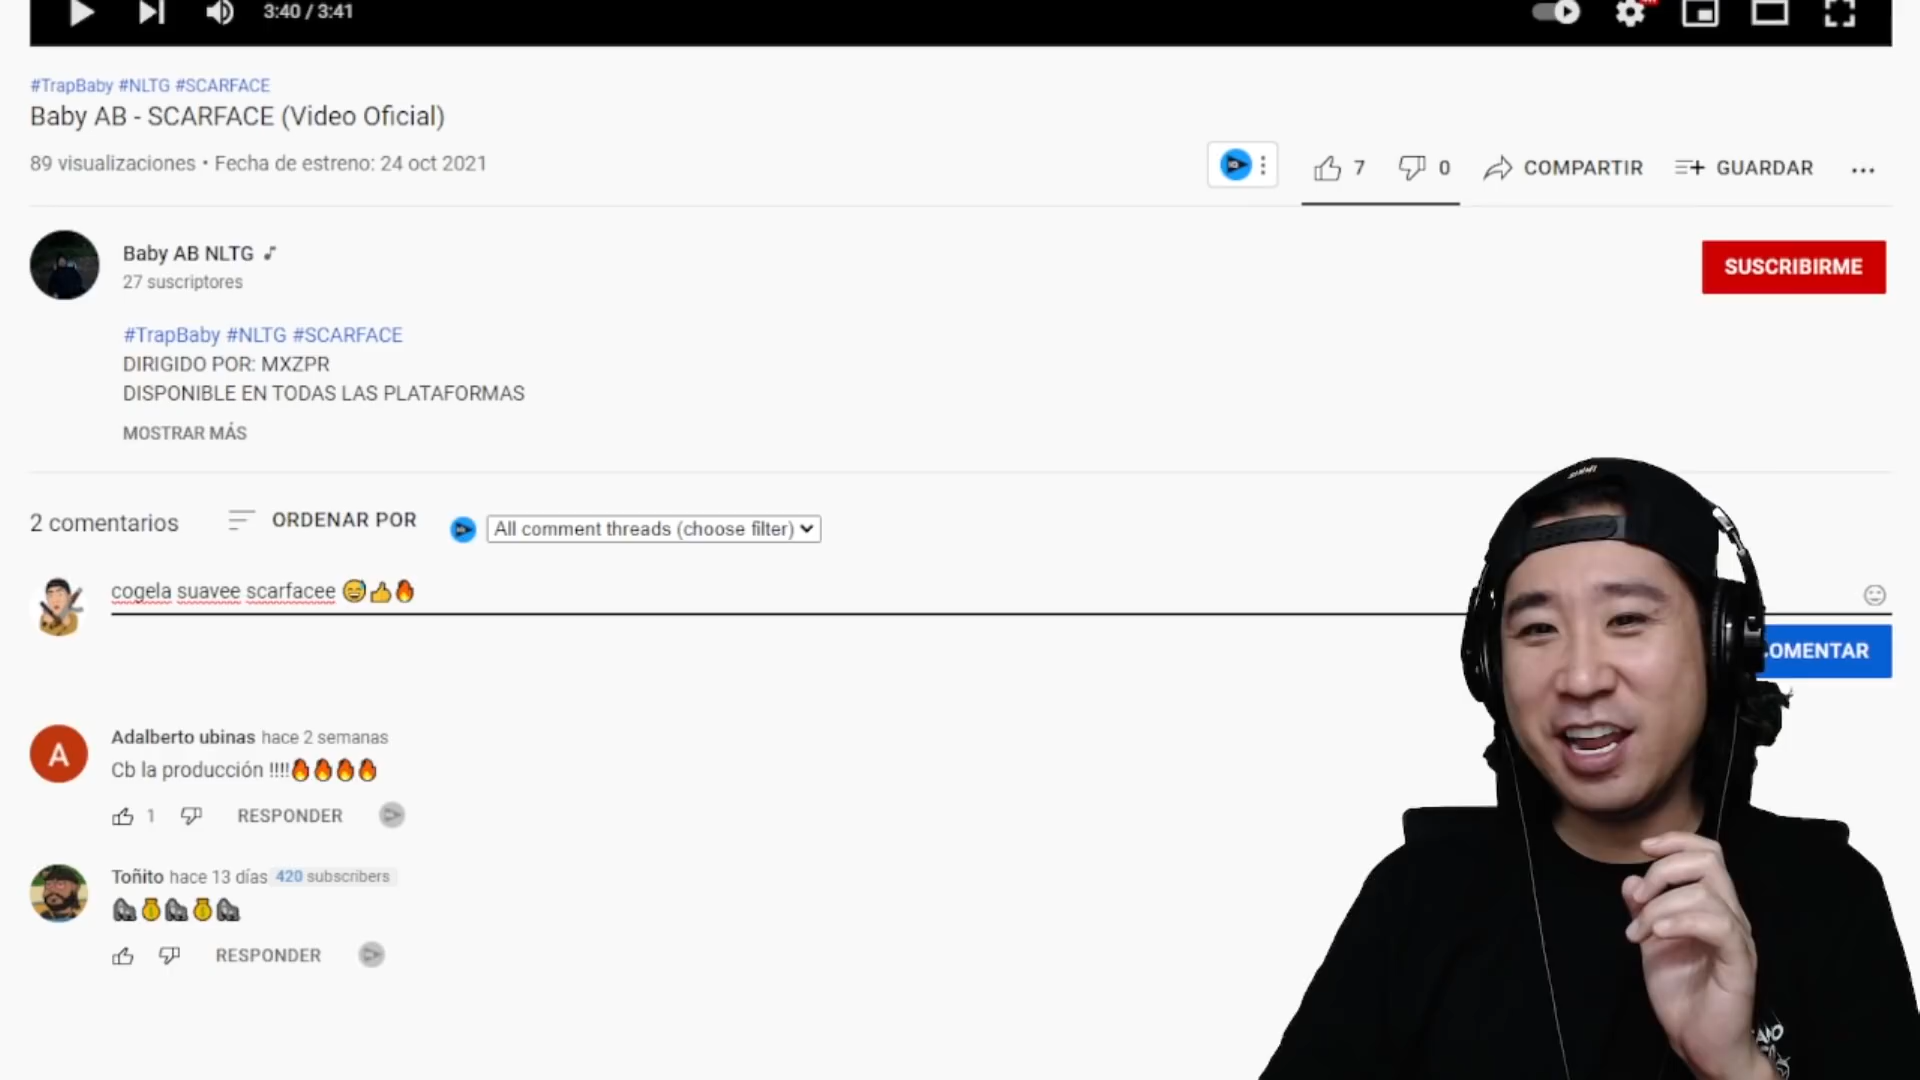 3:40 / 3:41
#TrapBaby #NLTG #SCARFACE
Baby AB - SCARFACE (Video Oficial)
89 visualizaciones • Fecha de estreno: 24 oct 2021
7 0 COMPARTIR GUARDAR
Baby AB NLTG
27 suscriptores
SUSCRIBIRME
#TrapBaby #NLTG #SCARFACE
DIRIGIDO POR: MXZPR
DISPONIBLE EN TODAS LAS PLATAFORMAS
MOSTRAR MÁS
2 comentarios ORDENAR POR All comment threads (choose filter)
cogela suavee scarfacee 😅👍🔥
OMENTAR
A
Adalberto ubinas hace 2 semanas
Cb la producción !!!!🔥🔥🔥🔥
1 RESPONDER
Toñito hace 13 días 420 subscribers
🦍💰🦍💰🦍
RESPONDER